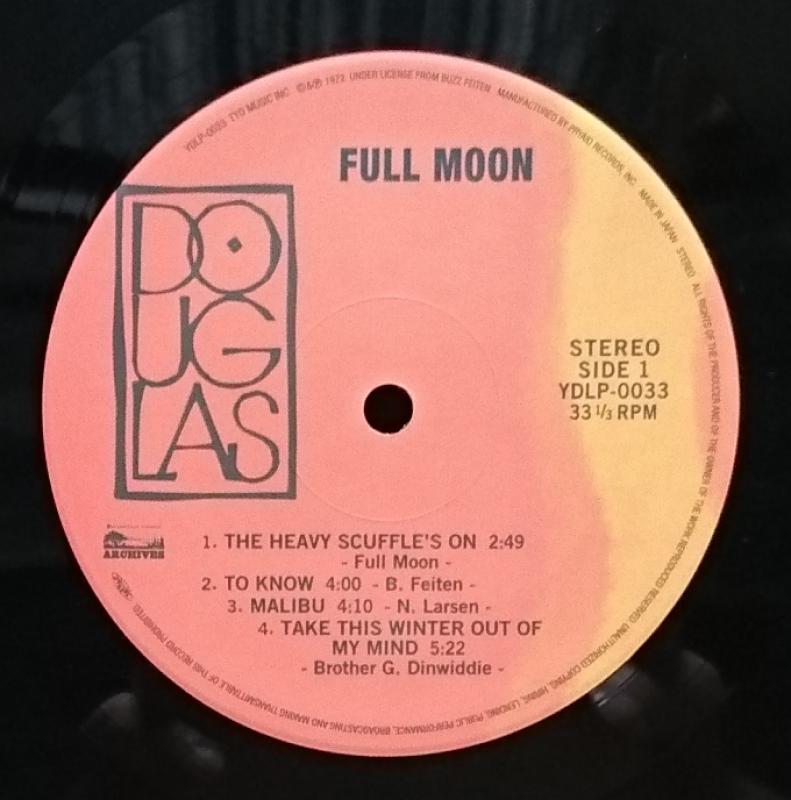 YDLP-0033 TYO MUSIC INC. ©&℗ 1972 UNDER LICENSE FROM BUZZ FEITEN MANUFACTURED BY PRYAID RECORDS, INC. MADE IN JAPAN STEREO ALL RIGHTS OF THE PRODUCER AND OF THE OWNER OF THE WORK REPRODUCED RESERVED UNAUTHORIZED COPYING, HIRING, LENDING, PUBLIC PERFORMANCE, BROADCASTING AND MAKING TRANSMITTABLE OF THIS RECORD PROHIBITED
FULL MOON
DO
UG
LAS
STEREO
SIDE 1
YDLP-0033
33 1/3 RPM
ARCHIVES
1. THE HEAVY SCUFFLE'S ON 2:49
- Full Moon -
2. TO KNOW 4:00 - B. Feiten -
3. MALIBU 4:10 - N. Larsen -
4. TAKE THIS WINTER OUT OF
MY MIND 5:22
- Brother G. Dinwiddie -